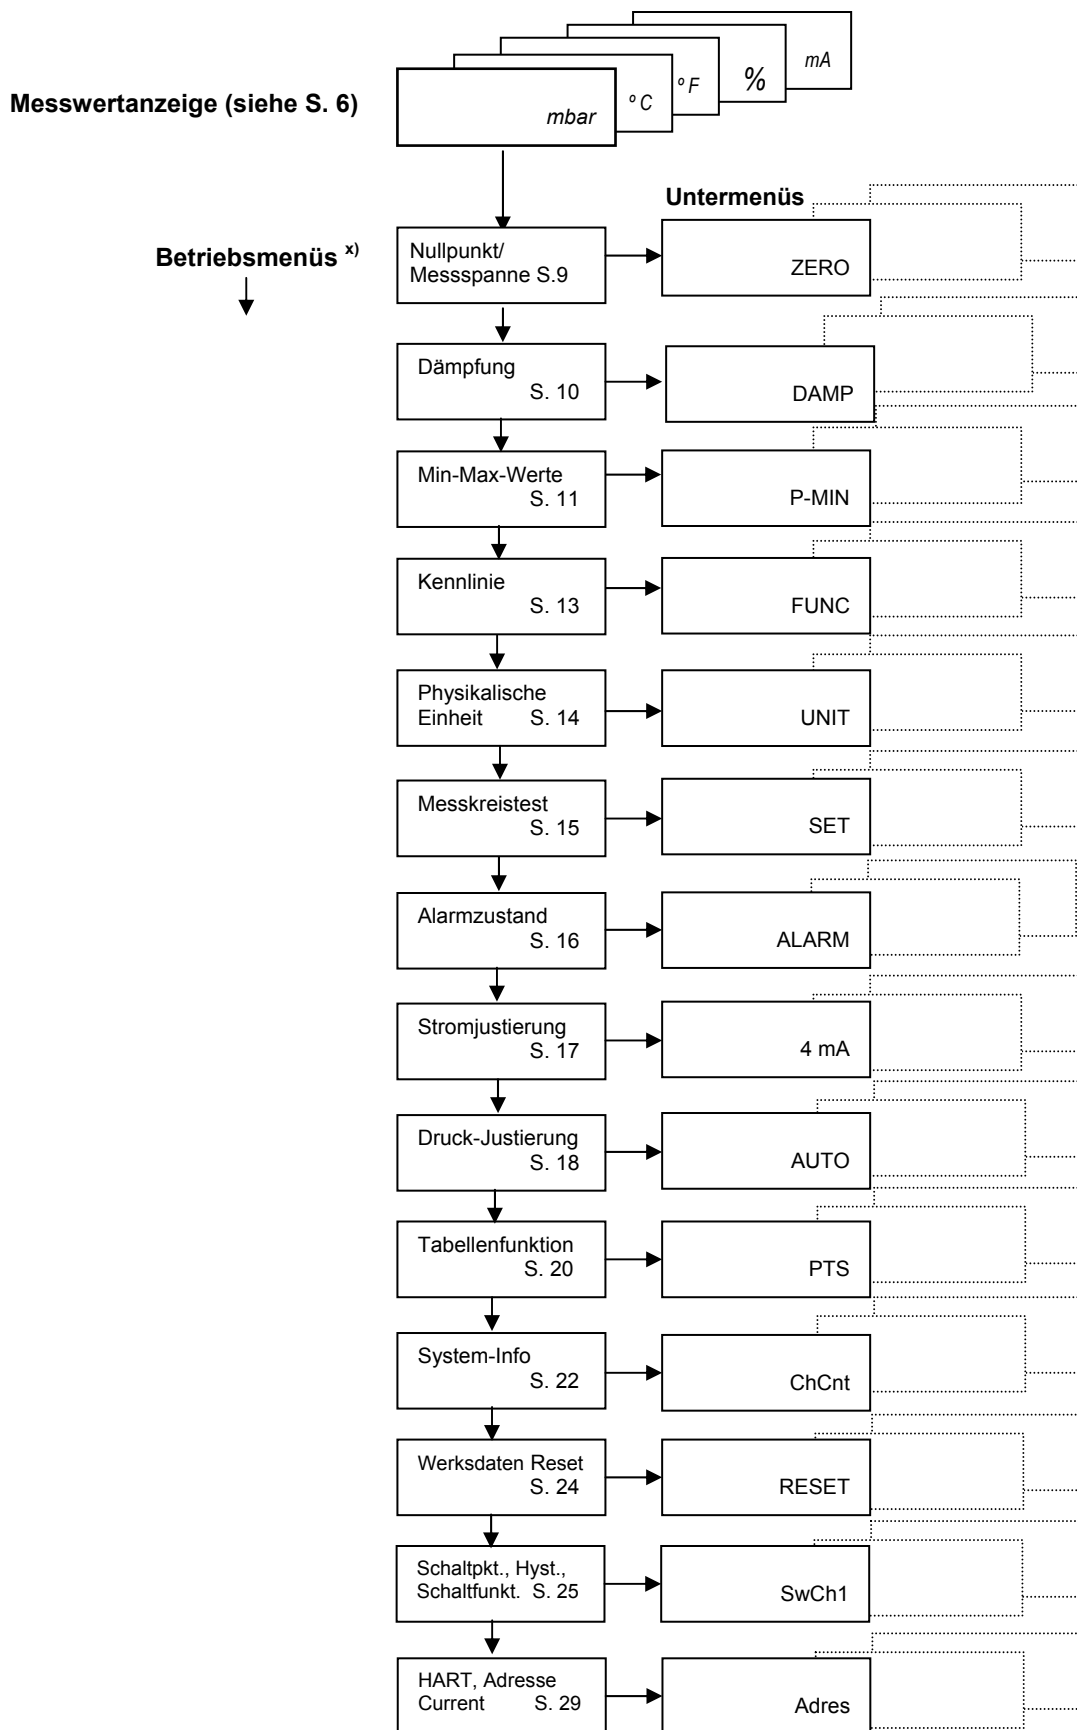 mA
%
° F
° C
mbar
Messwertanzeige (siehe S. 6)
Untermenüs
Betriebsmenüs x)
Nullpunkt/
Messspanne S.9
ZERO
Dämpfung
S. 10
DAMP
Min-Max-Werte
S. 11
P-MIN
Kennlinie
S. 13
FUNC
Physikalische
Einheit S. 14
UNIT
Messkreistest
S. 15
SET
Alarmzustand
S. 16
ALARM
Stromjustierung
S. 17
4 mA
Druck-Justierung
S. 18
AUTO
Tabellenfunktion
S. 20
PTS
System-Info
S. 22
ChCnt
Werksdaten Reset
S. 24
RESET
Schaltpkt., Hyst.,
Schaltfunkt. S. 25
SwCh1
HART, Adresse
Current S. 29
Adres